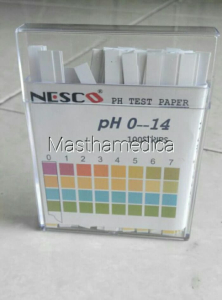 NESCO PH TEST PAPER
pH 0--14
100STRIPS
Masthamedica
0 1 2 3 4 5 6 7